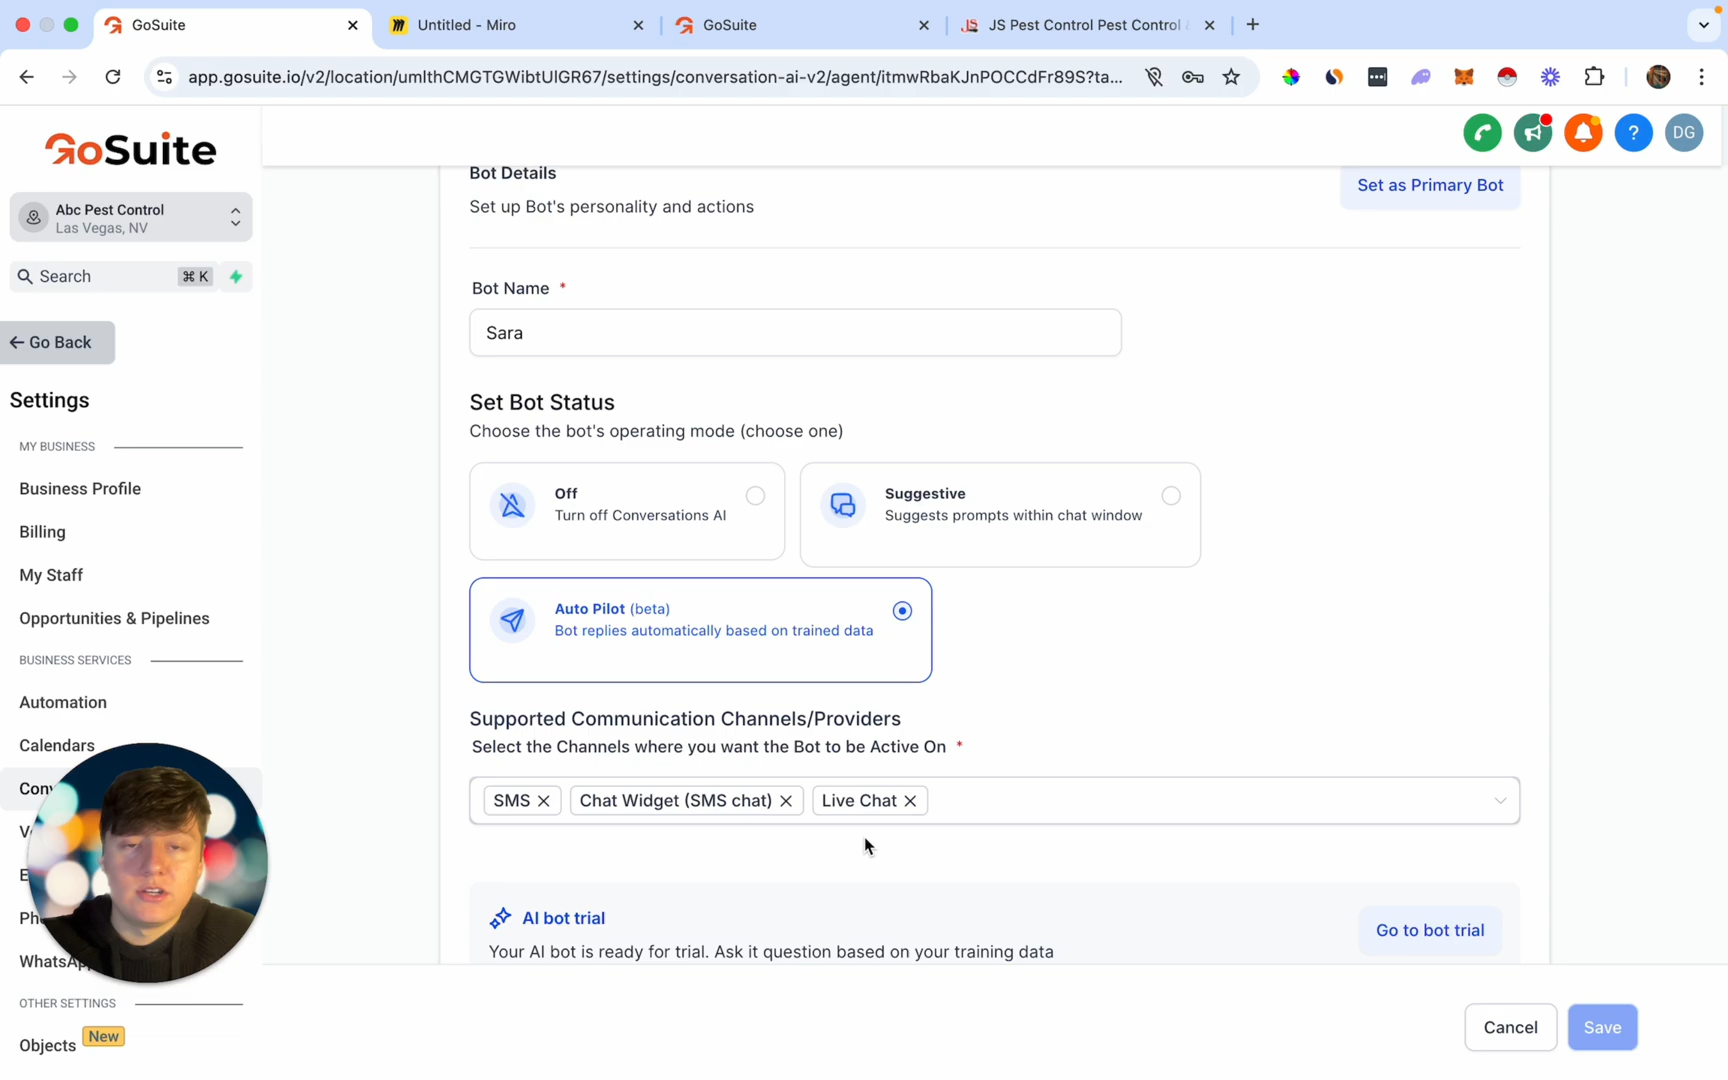 GoSuite
Untitled - Miro
GoSuite
JS Pest Control Pest Control
app.gosuite.io/v2/location/umIthCMGTGWibtUlGR67/settings/conversation-ai-v2/agent/itmwRbaKJnPOCCdFr89S?ta...
GoSuite
DG
Abc Pest Control
Las Vegas, NV
Search
⌘ K
← Go Back
Settings
MY BUSINESS
Business Profile
Billing
My Staff
Opportunities & Pipelines
BUSINESS SERVICES
Automation
Calendars
Conv
V
E
Ph
WhatsAp
OTHER SETTINGS
Objects New
Bot Details
Set up Bot's personality and actions
Set as Primary Bot
Bot Name *
Sara
Set Bot Status
Choose the bot's operating mode (choose one)
Off
Turn off Conversations AI
Suggestive
Suggests prompts within chat window
Auto Pilot (beta)
Bot replies automatically based on trained data
Supported Communication Channels/Providers
Select the Channels where you want the Bot to be Active On *
SMS
Chat Widget (SMS chat)
Live Chat
AI bot trial
Your AI bot is ready for trial. Ask it question based on your training data
Go to bot trial
Cancel
Save